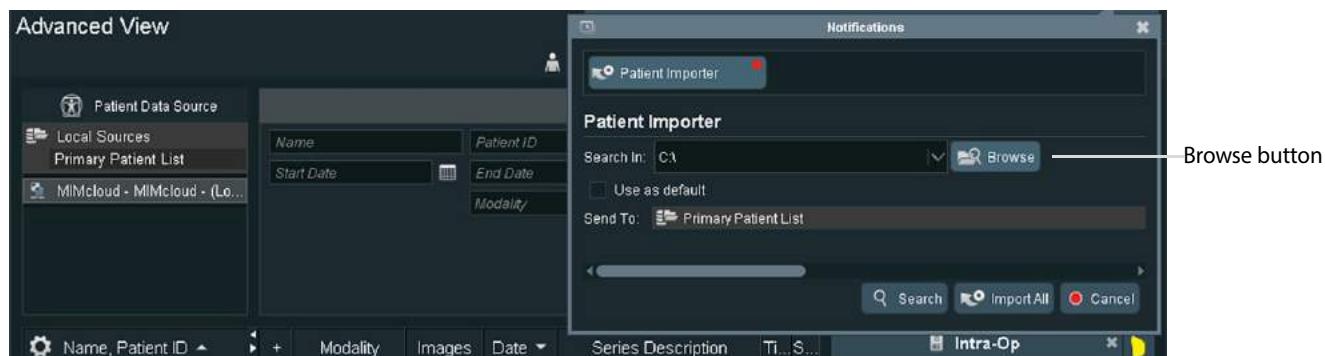 Advanced View
Notifications
Patient Importer
Patient Data Source
Local Sources
Primary Patient List
MIMcloud - MIMcloud - (Lo...
Name
Patient ID
Start Date
End Date
Modality
Patient Importer
Search In: C:\ Browse
Use as default
Send To: Primary Patient List
Search Import All Cancel
Browse button
Name, Patient ID + Modality Images Date Series Description Ti... S...
Intra-Op